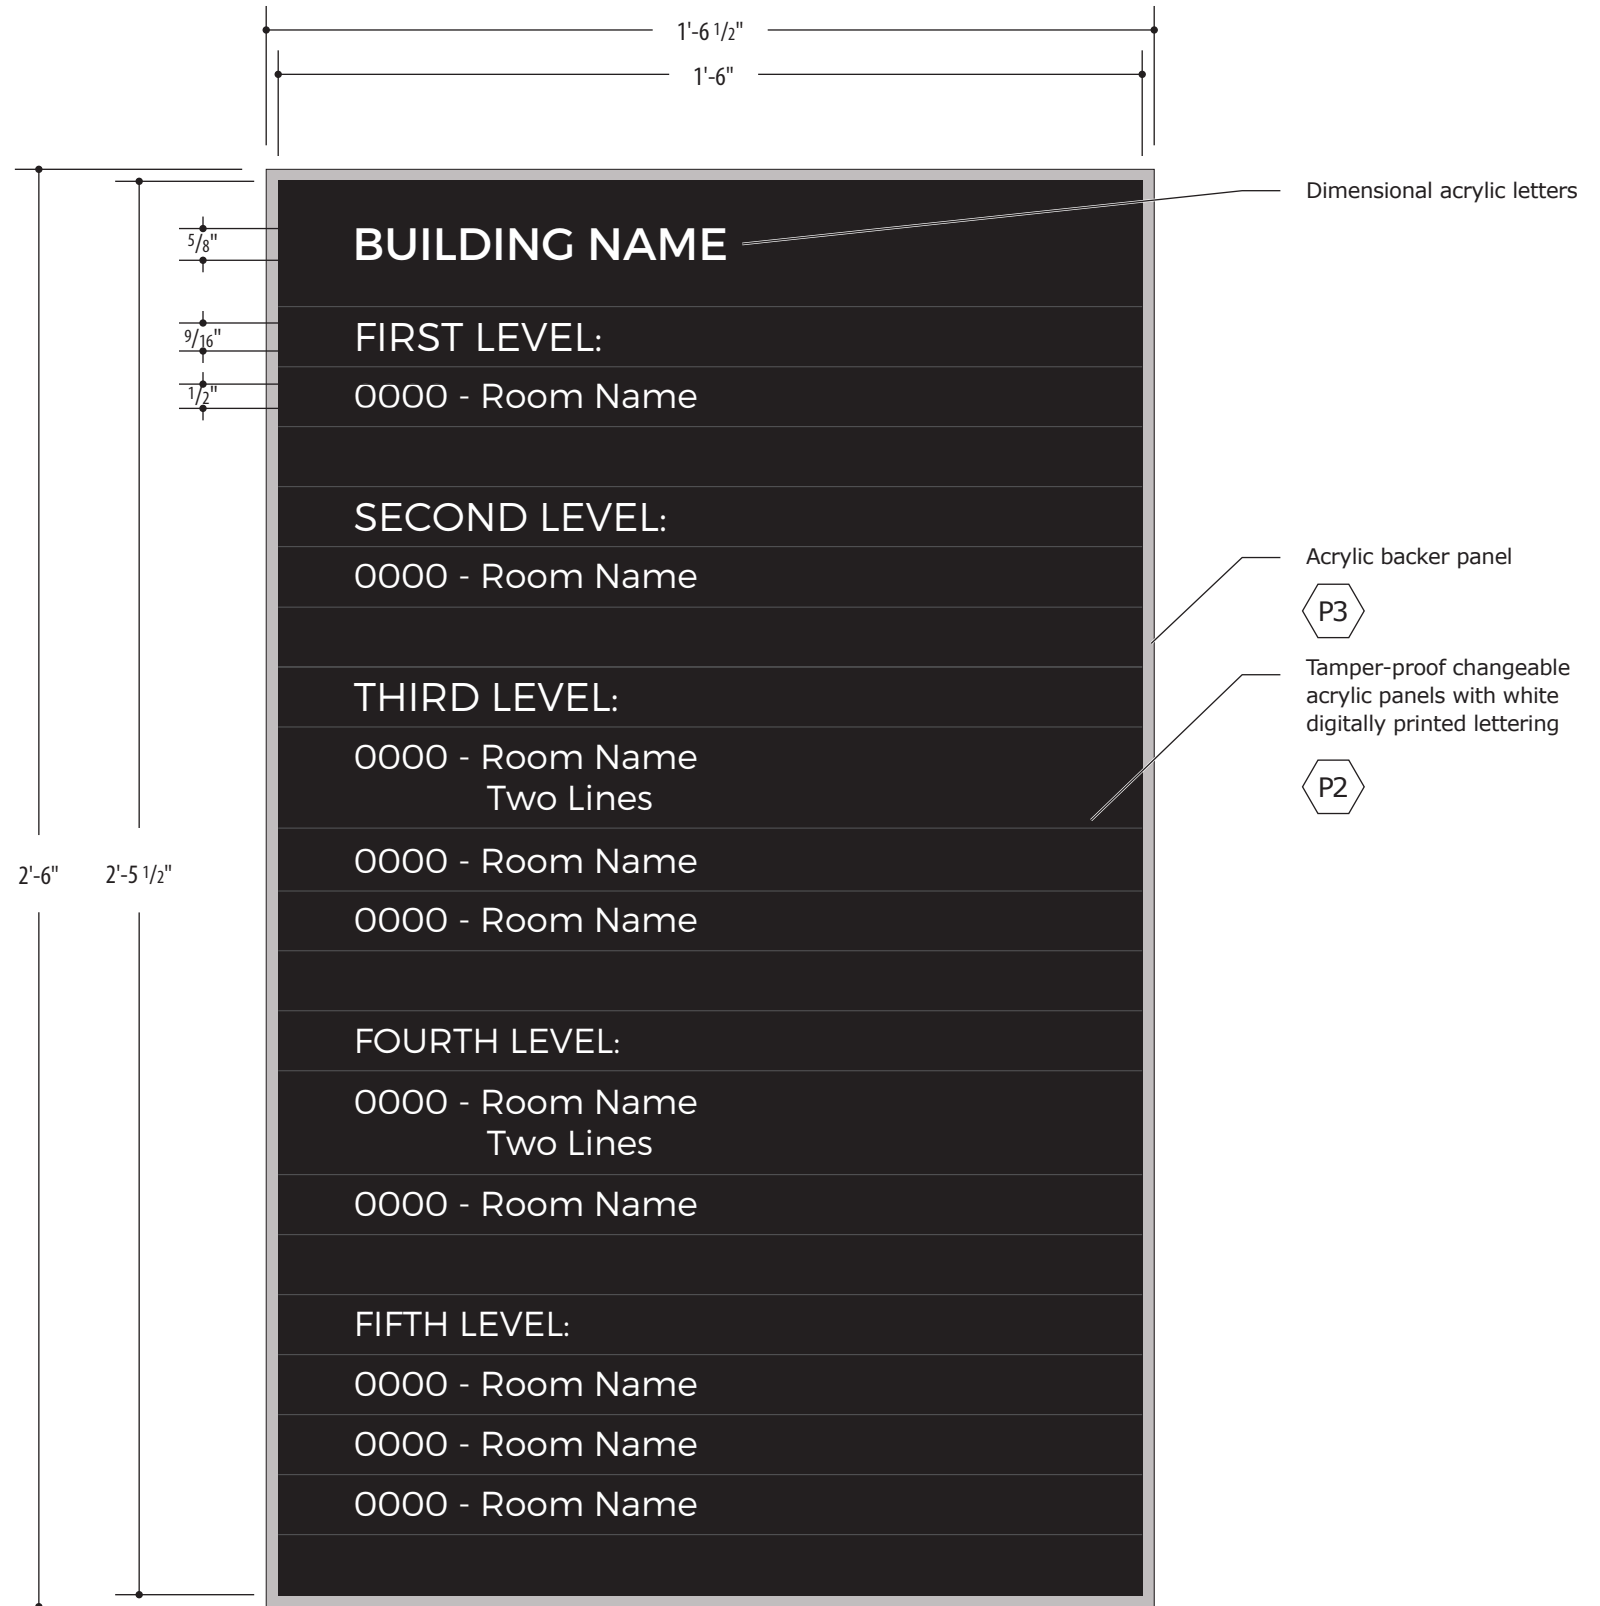 1'-6 1/2"
1'-6"
Dimensional acrylic letters
5/8"
BUILDING NAME
9/16"
FIRST LEVEL:
1/2"
0000 - Room Name
SECOND LEVEL:
Acrylic backer panel
0000 - Room Name
P3
Tamper-proof changeable
acrylic panels with white
digitally printed lettering
THIRD LEVEL:
0000 - Room Name
Two Lines
P2
0000 - Room Name
2'-6"
2'-5 1/2"
0000 - Room Name
FOURTH LEVEL:
0000 - Room Name
Two Lines
0000 - Room Name
FIFTH LEVEL:
0000 - Room Name
0000 - Room Name
0000 - Room Name